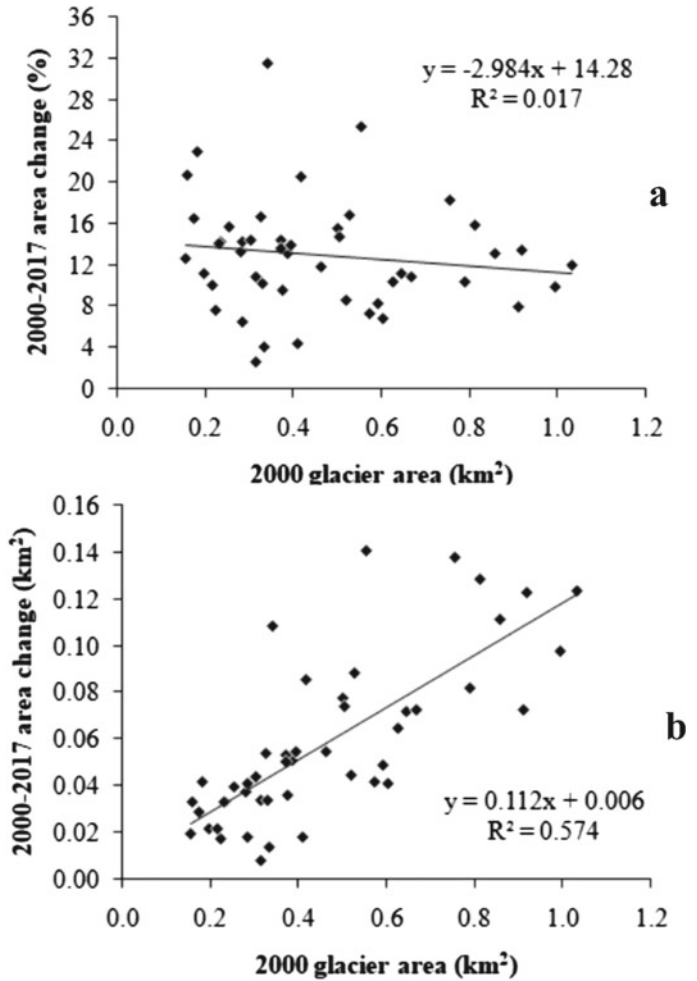 36
32
28
24
20
16
12
8
4
0
2000-2017 area change (%)
y = -2.984x + 14.28
R² = 0.017
a
0.0 0.2 0.4 0.6 0.8 1.0 1.2
2000 glacier area (km²)
0.16
0.14
0.12
0.10
0.08
0.06
0.04
0.02
0.00
2000-2017 area change (km²)
b
y = 0.112x + 0.006
R² = 0.574
0.0 0.2 0.4 0.6 0.8 1.0 1.2
2000 glacier area (km²)